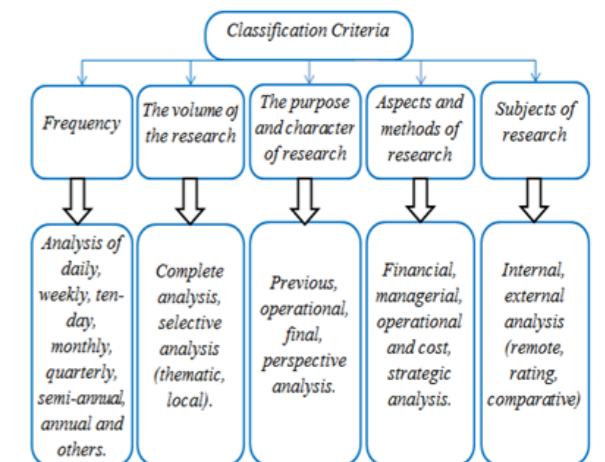 Classification Criteria
Frequency
The volume of
the research
The purpose
and character
of research
Aspects and
methods of
research
Subjects of
research
Analysis of
daily,
weekly, ten-
day,
monthly,
quarterly,
semi-annual,
annual and
others.
Complete
analysis,
selective
analysis
(thematic,
local).
Previous,
operational,
final,
perspective
analysis.
Financial,
managerial,
operational
and cost,
strategic
analysis.
Internal,
external
analysis
(remote,
rating,
comparative)